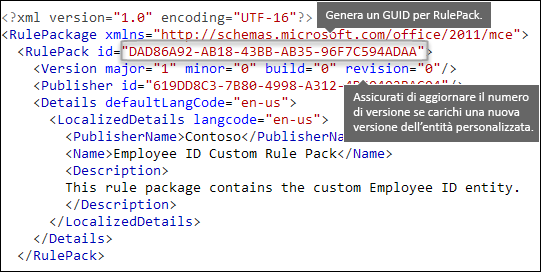 <?xml version="1.0" encoding="UTF-16"?>
Genera un GUID per RulePack.
<RulePackage xmlns="http://schemas.microsoft.com/office/2011/mce">
<RulePack id="DAD86A92-AB18-43BB-AB35-96F7C594ADAA">
<Version major="1" minor="0" build="0" revision="0"/>
<Publisher id="619DD8C3-7B80-4998-A312-
Assicurati di aggiornare il numero
di versione se carichi una nuova
versione dell'entità personalizzata.
<Details defaultLangCode="en-us">
<LocalizedDetails langcode="en-us">
<PublisherName>Contoso</PublisherName>
<Name>Employee ID Custom Rule Pack</Name>
<Description>
This rule package contains the custom Employee ID entity.
</Description>
</LocalizedDetails>
</Details>
</RulePack>